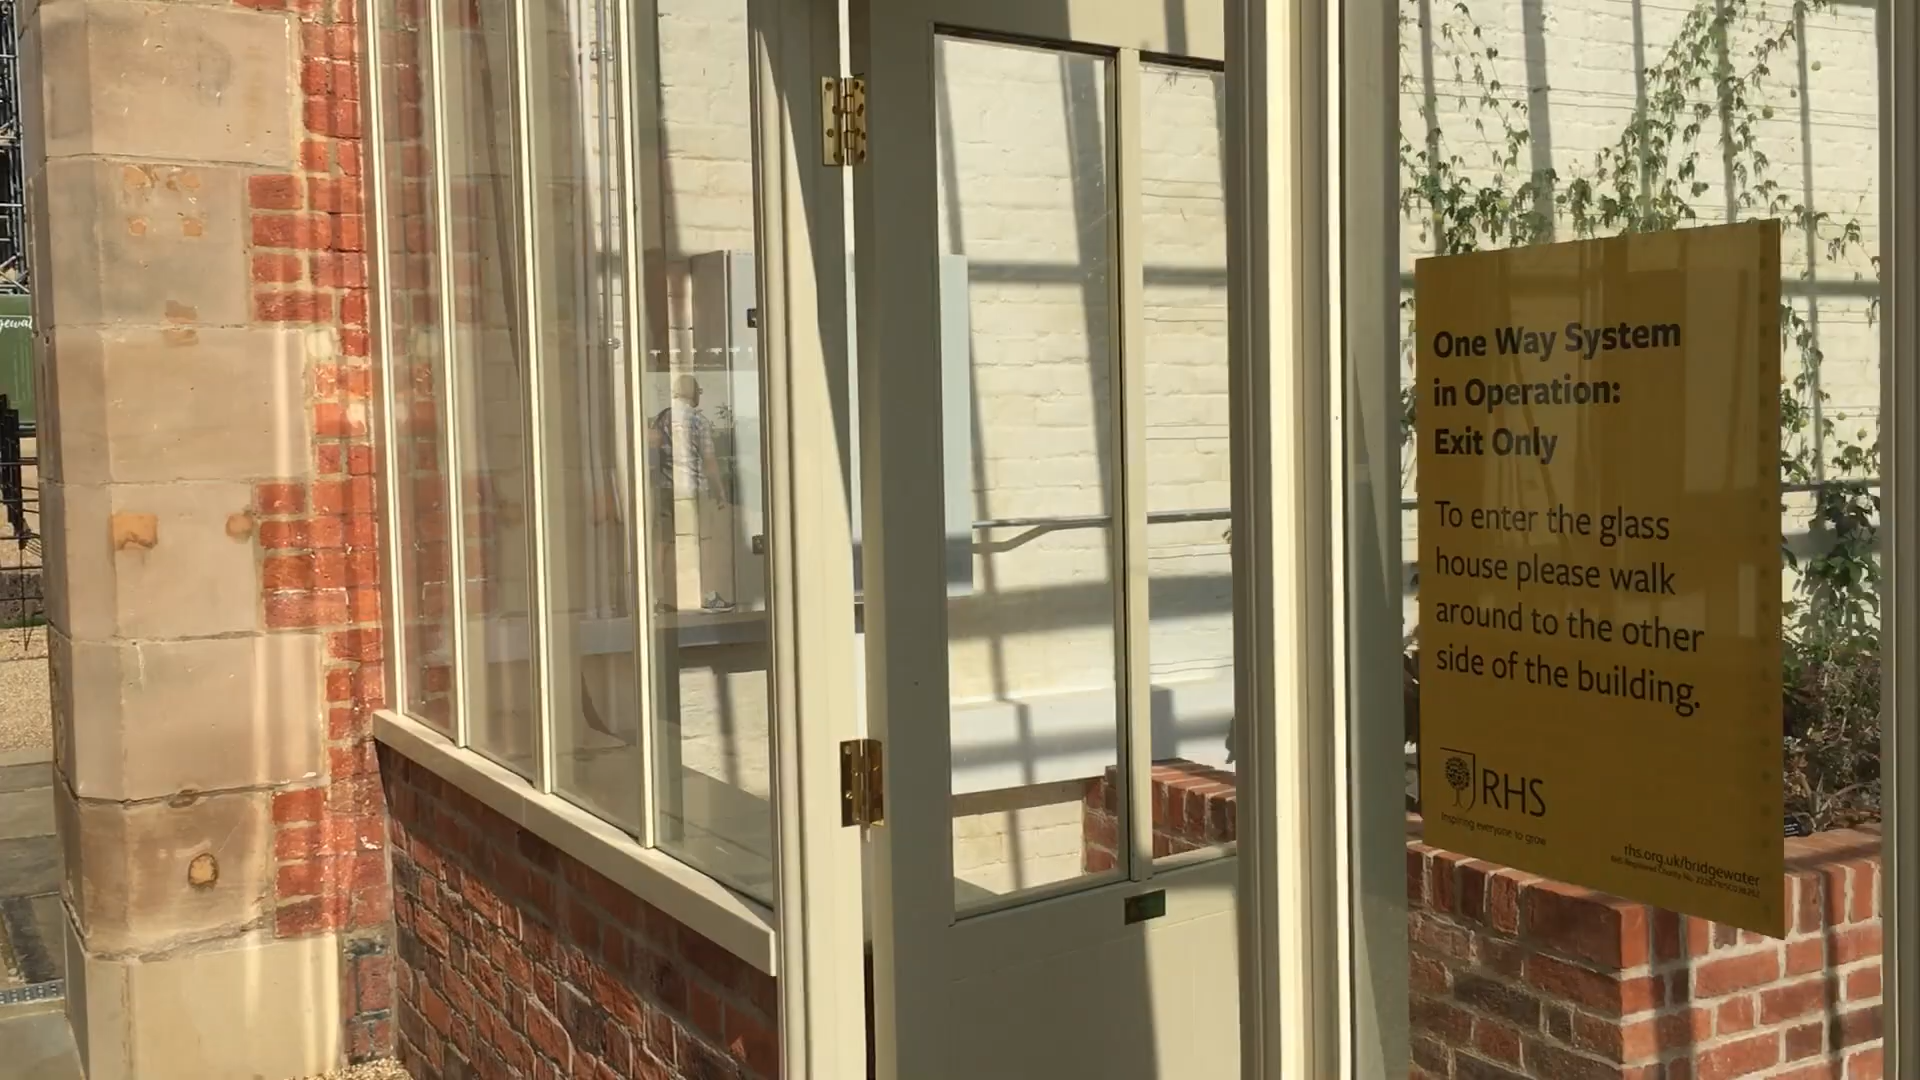 One Way System
in Operation:
Exit Only
To enter the glass
house please walk
around to the other
side of the building.
RHS
Inspiring everyone to grow
rhs.org.uk/bridgewater